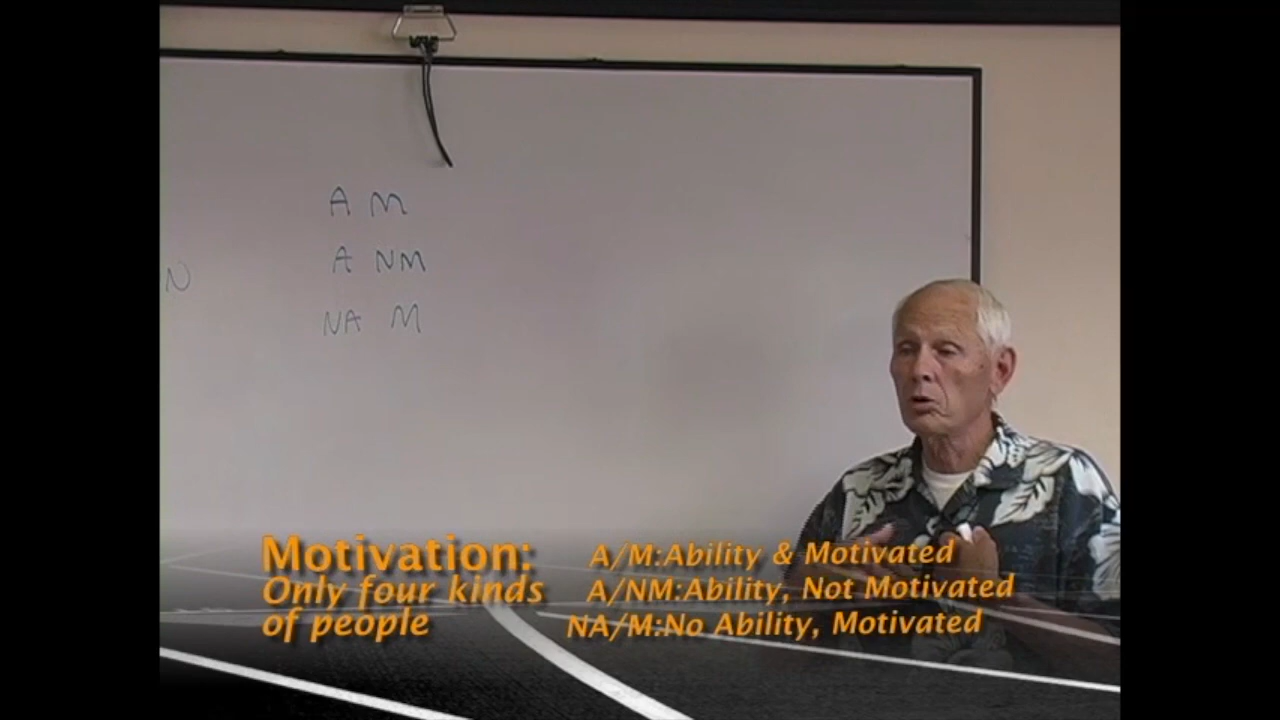 A M
A NM
N
NA M
Motivation:
Only four kinds
of people
A/M:Ability & Motivated
A/NM:Ability, Not Motivated
NA/M:No Ability, Motivated